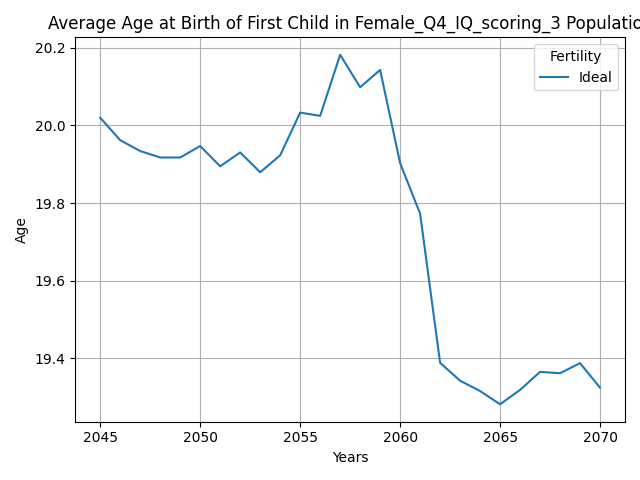 Average Age at Birth of First Child in Female_Q4_IQ_scoring_3 Populatio
20.2
20.0
19.8
19.6
19.4
Age
Fertility
Ideal
2045 2050 2055 2060 2065 2070
Years